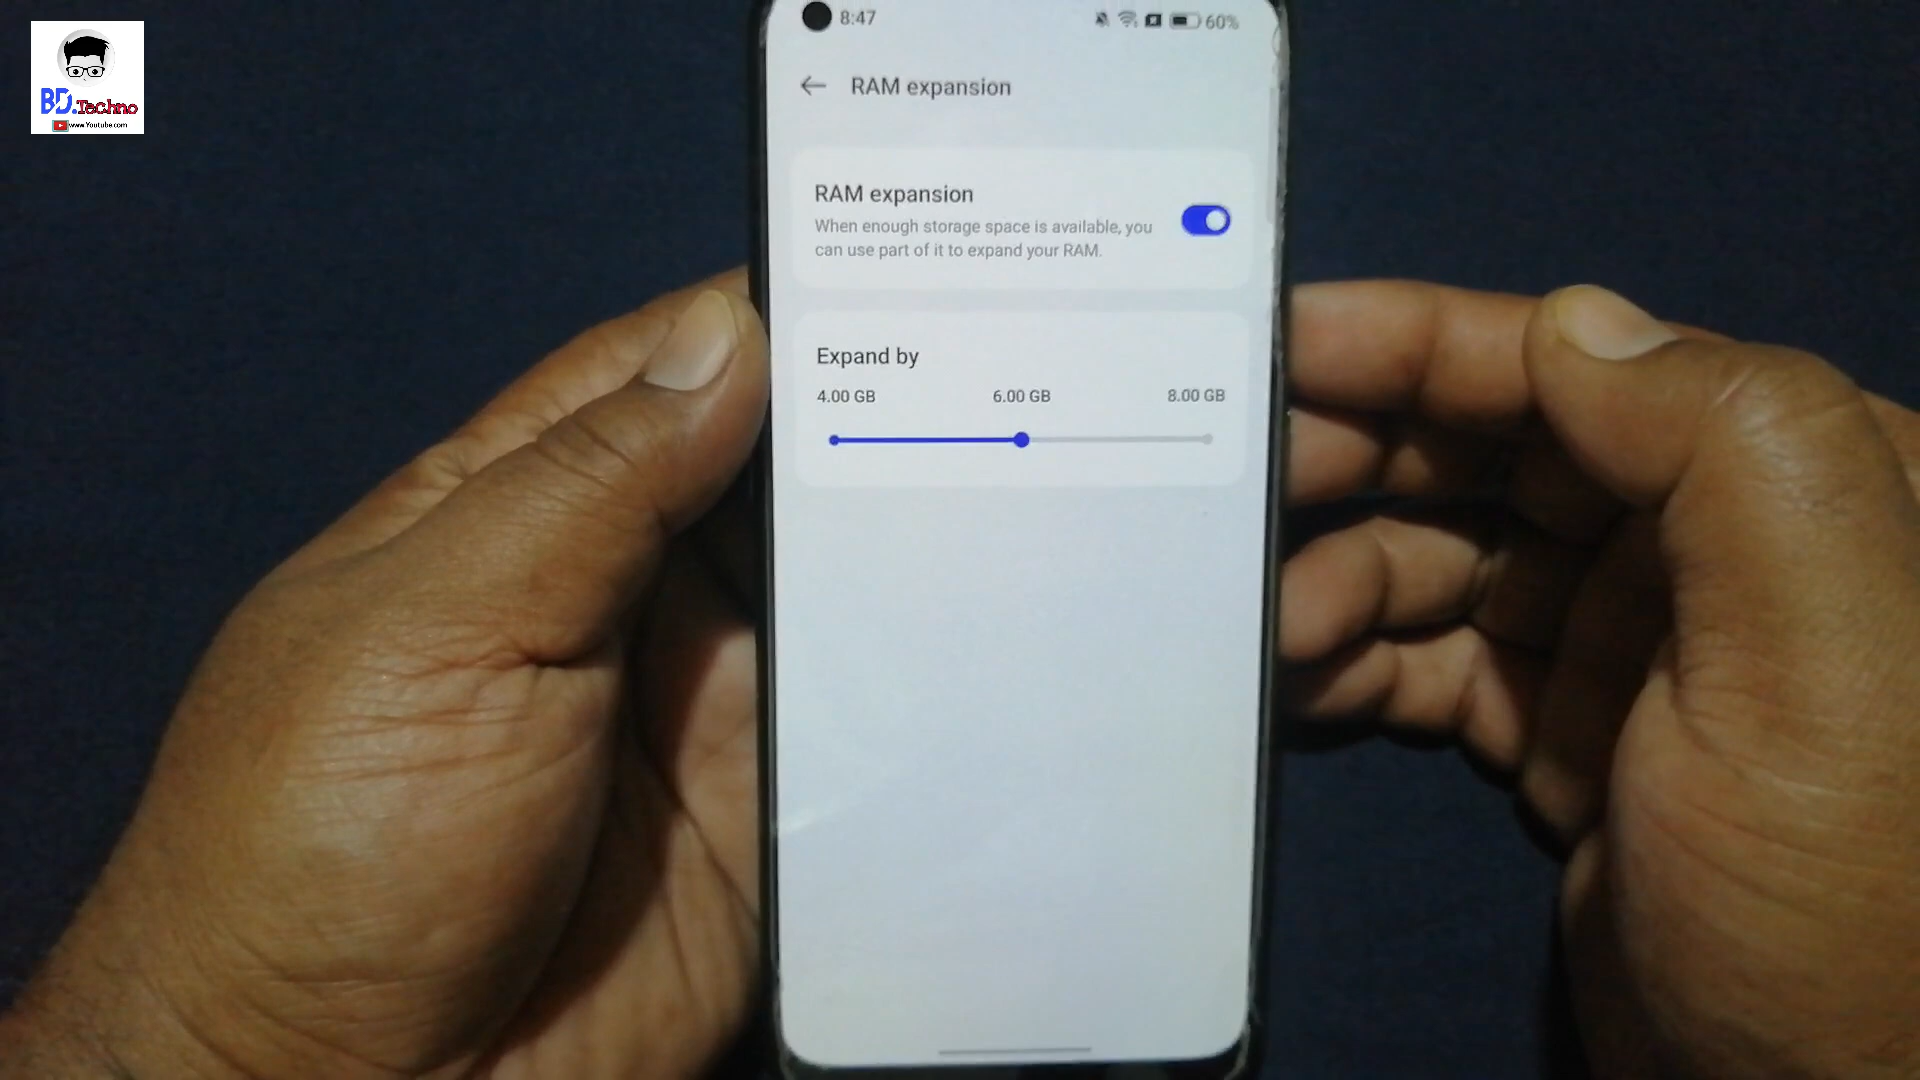 BD.Techno
www.Youtube.com
8:47
60%
RAM expansion
RAM expansion
When enough storage space is available, you
can use part of it to expand your RAM.
Expand by
4.00 GB 6.00 GB 8.00 GB